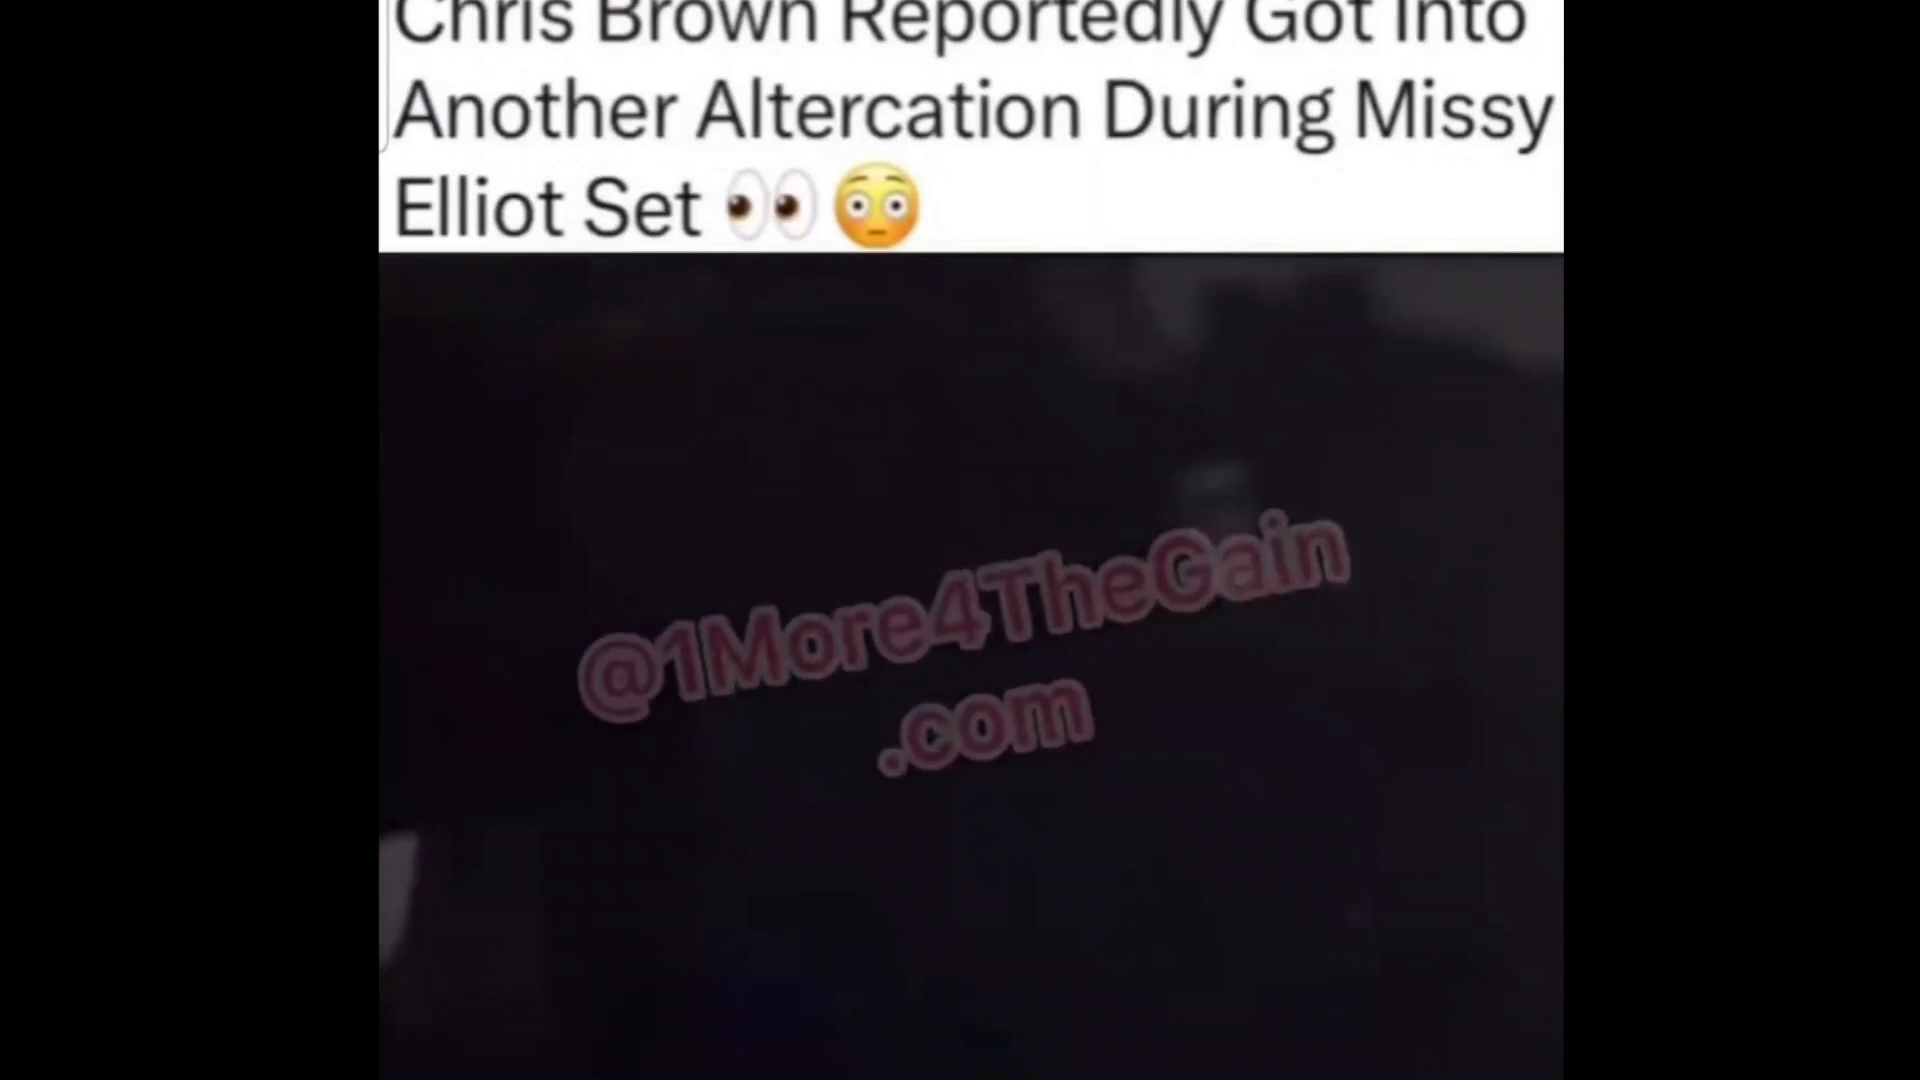 Chris Brown Reportedly Got Into
Another Altercation During Missy
Elliot Set 👀 😳
@1More4TheGain
.com